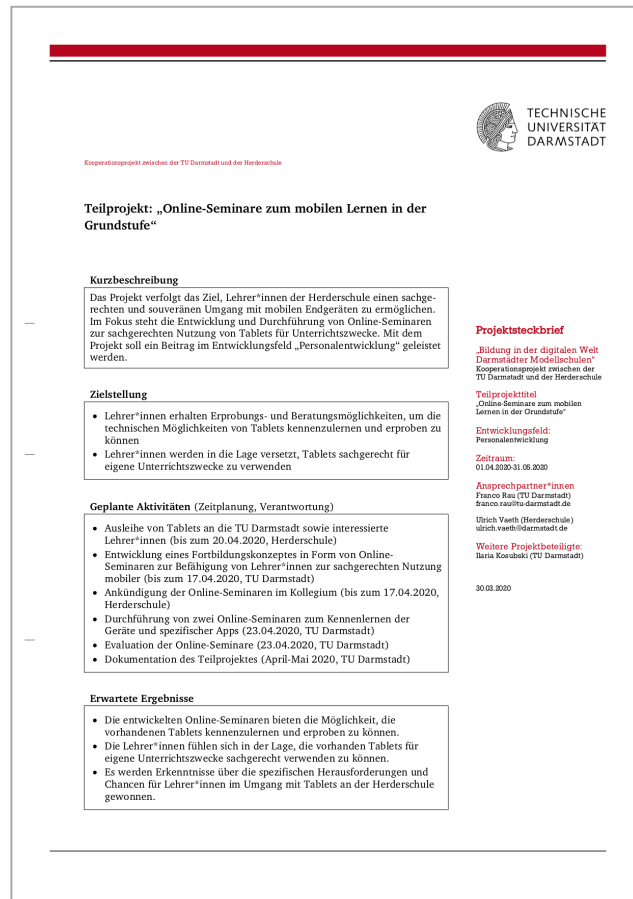 TECHNISCHE
UNIVERSITÄT
DARMSTADT
Kooperationsprojekt zwischen der TU Darmstadt und der Herderschule
Teilprojekt: „Online-Seminare zum mobilen Lernen in der
Grundstufe“
Kurzbeschreibung
Das Projekt verfolgt das Ziel, Lehrer*innen der Herderschule einen sachge-
rechten und souveränen Umgang mit mobilen Endgeräten zu ermöglichen.
Im Fokus steht die Entwicklung und Durchführung von Online-Seminaren
zur sachgerechten Nutzung von Tablets für Unterrichtszwecke. Mit dem
Projekt soll ein Beitrag im Entwicklungsfeld „Personalentwicklung“ geleistet
werden.
Zielstellung
• Lehrer*innen erhalten Erprobungs- und Beratungsmöglichkeiten, um die
technischen Möglichkeiten von Tablets kennenzulernen und erproben zu
können
• Lehrer*innen werden in die Lage versetzt, Tablets sachgerecht für
eigene Unterrichtszwecke zu verwenden
Geplante Aktivitäten (Zeitplanung, Verantwortung)
• Ausleihe von Tablets an die TU Darmstadt sowie interessierte
Lehrer*innen (bis zum 20.04.2020, Herderschule)
• Entwicklung eines Fortbildungskonzeptes in Form von Online-
Seminaren zur Befähigung von Lehrer*innen zur sachgerechten Nutzung
mobiler (bis zum 17.04.2020, TU Darmstadt)
• Ankündigung der Online-Seminaren im Kollegium (bis zum 17.04.2020,
Herderschule)
• Durchführung von zwei Online-Seminaren zum Kennenlernen der
Geräte und spezifischer Apps (23.04.2020, TU Darmstadt)
• Evaluation der Online-Seminare (23.04.2020, TU Darmstadt)
• Dokumentation des Teilprojektes (April-Mai 2020, TU Darmstadt)
Erwartete Ergebnisse
• Die entwickelten Online-Seminaren bieten die Möglichkeit, die
vorhandenen Tablets kennenzulernen und erproben zu können.
• Die Lehrer*innen fühlen sich in der Lage, die vorhanden Tablets für
eigene Unterrichtszwecke sachgerecht verwenden zu können.
• Es werden Erkenntnisse über die spezifischen Herausforderungen und
Chancen für Lehrer*innen im Umgang mit Tablets an der Herderschule
gewonnen.
Projektsteckbrief
„Bildung in der digitalen Welt
Darmstädter Modellschulen“
Kooperationsprojekt zwischen der
TU Darmstadt und der Herderschule
Teilprojekttitel
„Online-Seminare zum mobilen
Lernen in der Grundstufe“
Entwicklungsfeld:
Personalentwicklung
Zeitraum:
01.04.2020-31.05.2020
Ansprechpartner*innen
Franco Rau (TU Darmstadt)
franco.rau@tu-darmstadt.de
Ulrich Vaeth (Herderschule)
ulrich.vaeth@darmstadt.de
Weitere Projektbeteiligte:
Ilaria Kosubski (TU Darmstadt)
30.03.2020